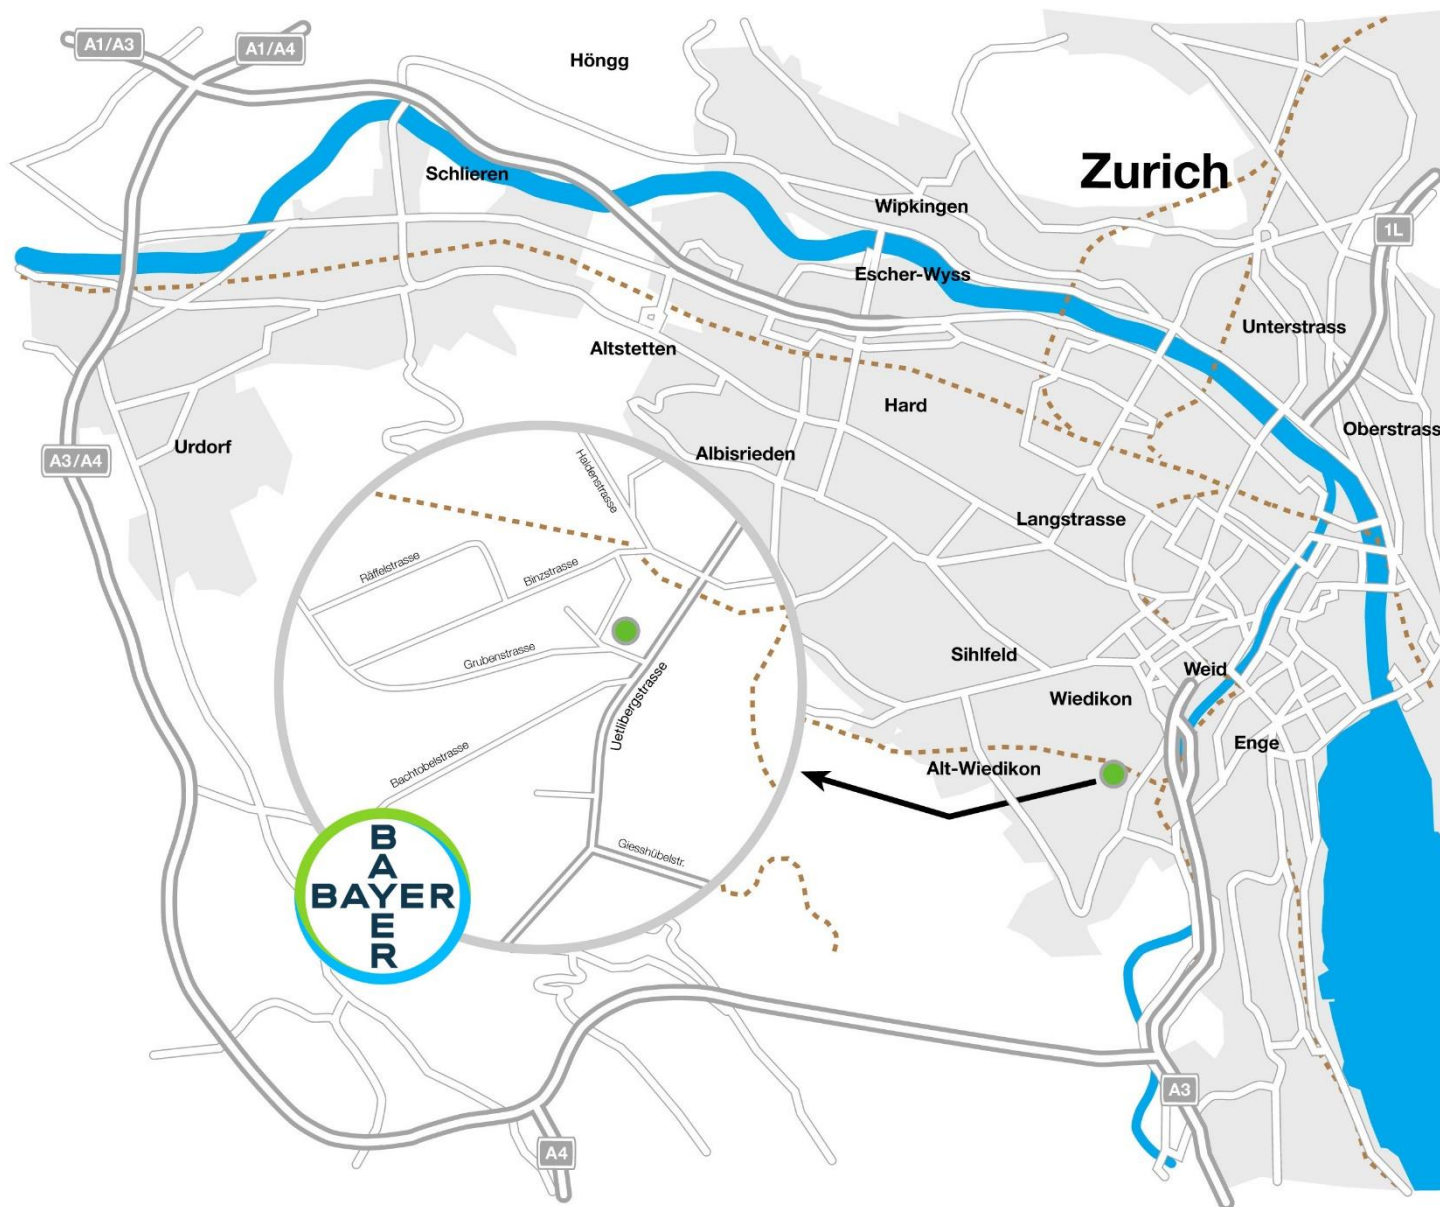 A1/A3
A1/A4
Höngg
Schlieren
Zurich
Wipkingen
1L
Escher-Wyss
Unterstrass
Altstetten
Hard
Oberstrass
Urdorf
A3/A4
Albisrieden
Haldenstrasse
Langstrasse
Räffelstrasse
Binzstrasse
Grubenstrasse
Sihlfeld
Weid
Wiedikon
Uetlibergstrasse
Enge
Bachtobelstrasse
Alt-Wiedikon
Giesshübelstr.
BAYER
BAYER
A3
A4